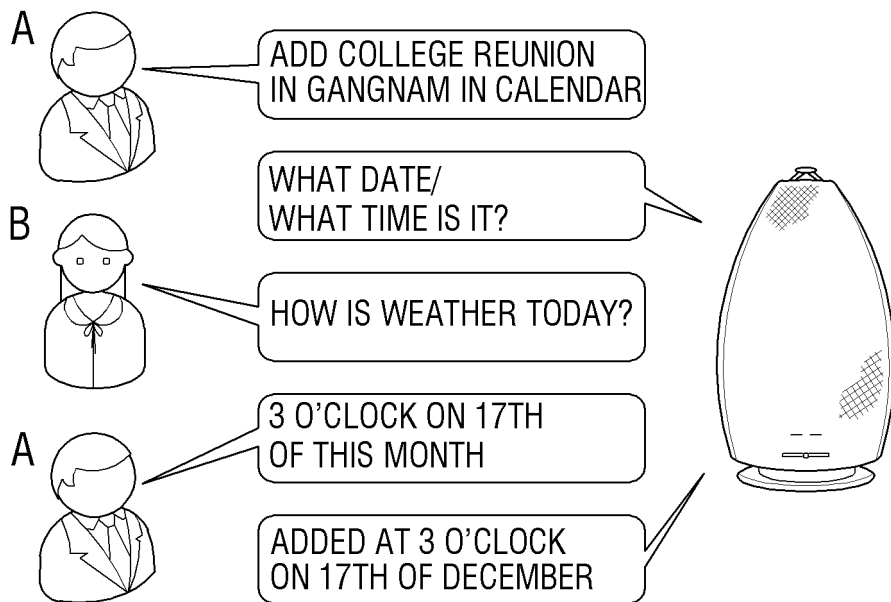 A
ADD COLLEGE REUNION
IN GANGNAM IN CALENDAR
WHAT DATE/
WHAT TIME IS IT?
B
HOW IS WEATHER TODAY?
A
3 O'CLOCK ON 17TH
OF THIS MONTH
ADDED AT 3 O'CLOCK
ON 17TH OF DECEMBER